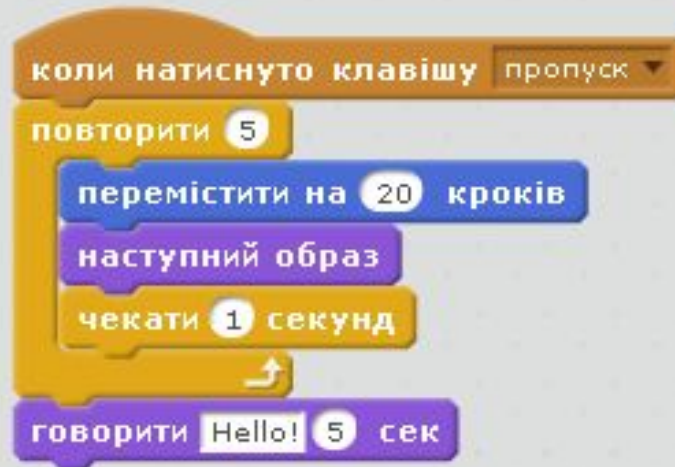 коли натиснуто клавішу пропуск
повторити 5
перемістити на 20 кроків
наступний образ
чекати 1 секунд
говорити Hello! 5 сек